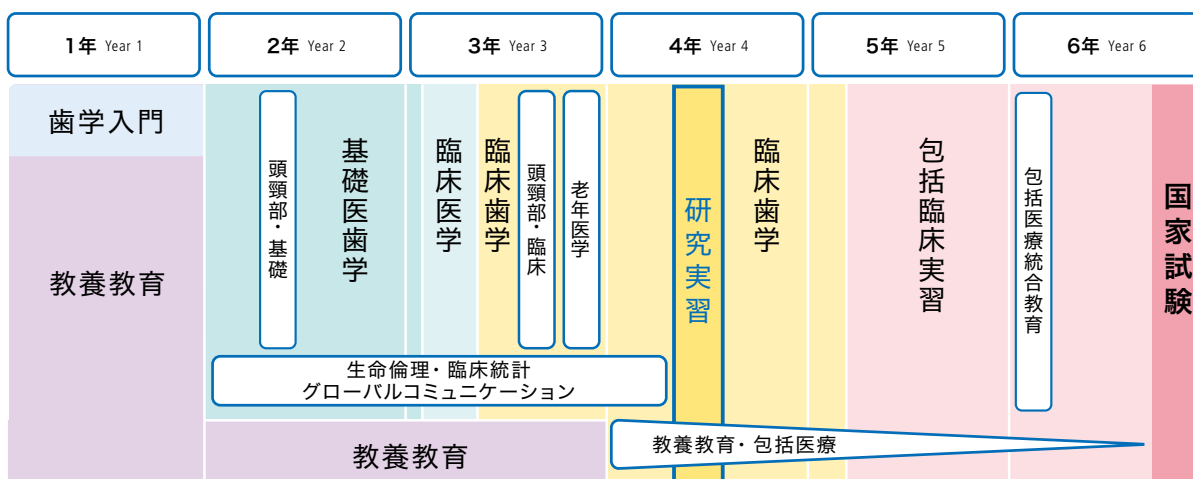 1年 Year 1
2年 Year 2
3年 Year 3
4年 Year 4
5年 Year 5
6年 Year 6
歯学入門
教養教育
頭頸部・基礎
基礎医歯学
臨床医学
臨床歯学
頭頸部・臨床
老年医学
研究実習
臨床歯学
包括臨床実習
包括医療統合教育
国家試験
生命倫理・臨床統計
グローバルコミュニケーション
教養教育
教養教育・包括医療